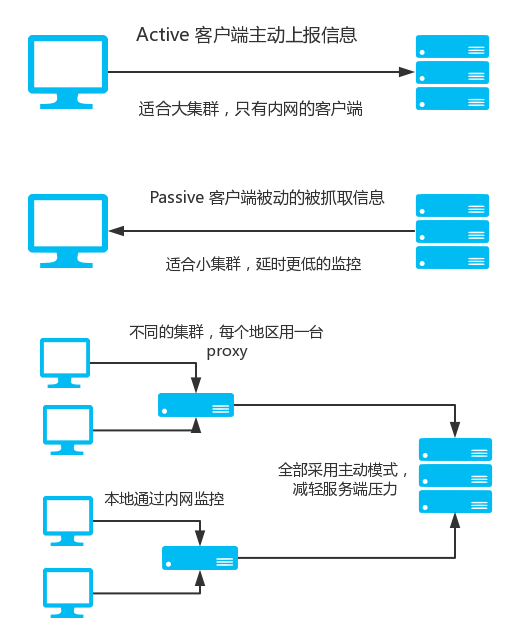 Active 客户端主动上报信息
适合大集群，只有内网的客户端
Passive 客户端被动的被抓取信息
适合小集群，延时更低的监控
不同的集群，每个地区用一台
proxy
全部采用主动模式，
减轻服务端压力
本地通过内网监控